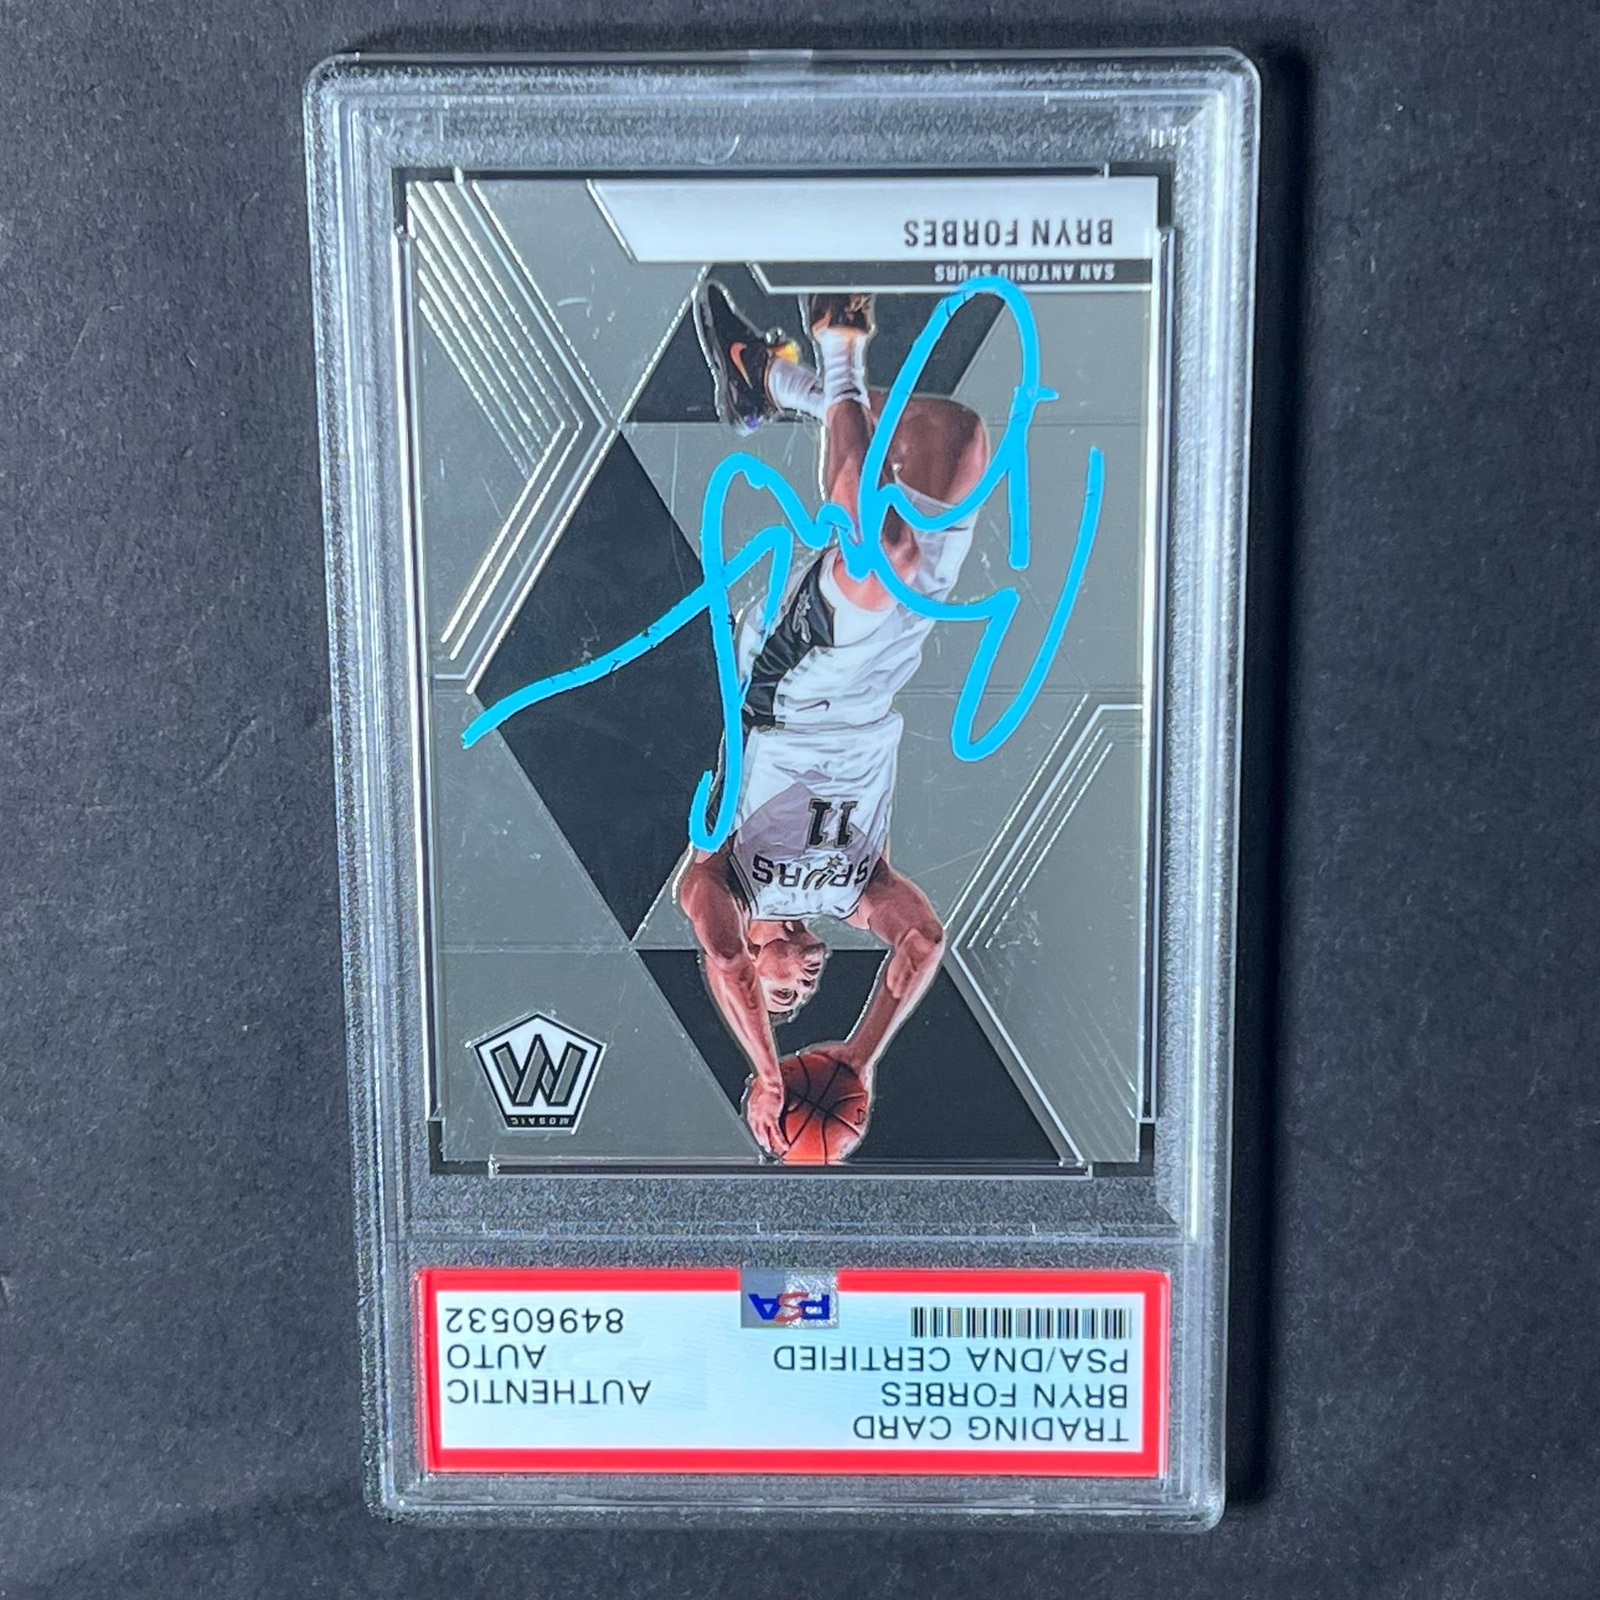 TRADING CARD
BRYN FORBES
PSA/DNA CERTIFIED
AUTHENTIC
AUTO
84960532
PSA
MOSAIC
SPURS
11
SAN ANTONIO SPURS
BRYN FORBES